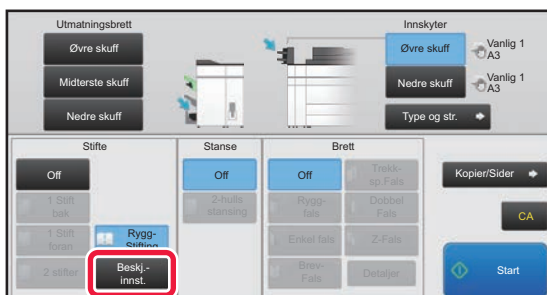 Utmatningsbrett
Innskyter
Øvre skuff
Midterste skuff
Nedre skuff
Øvre skuff
Vanlig 1
A3
Nedre skuff
Vanlig 1
A3
Type og str.
Stifte
Off
1 Stift
bak
1 Stift
foran
2 stifter
Rygg-
Stifting
Beskj.-
innst.
Stanse
Off
2-hulls
stansing
Brett
Off
Trekk-
sp.Fals
Rygg-
fals
Dobbel
Fals
Enkel fals
Z-Fals
Brev-
Fals
Detaljer
Kopier/Sider
CA
Start